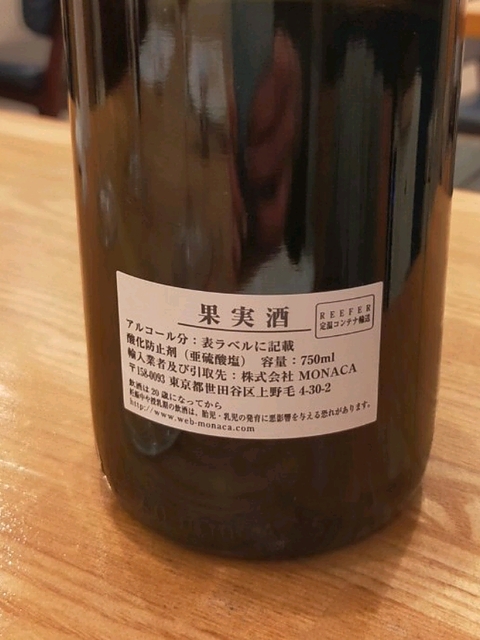 果実酒
REEFER
定温コンテナ輸送
アルコール分：表ラベルに記載
酸化防止剤（亜硫酸塩）　容量：750ml
輸入業者及び引取先：株式会社 MONACA
〒158-0093 東京都世田谷区上野毛 4-30-2
飲酒は 20 歳になってから
妊娠中や授乳期の飲酒は、胎児・乳児の発育に悪影響を与える恐れがあります。
http://www.web-monaca.com